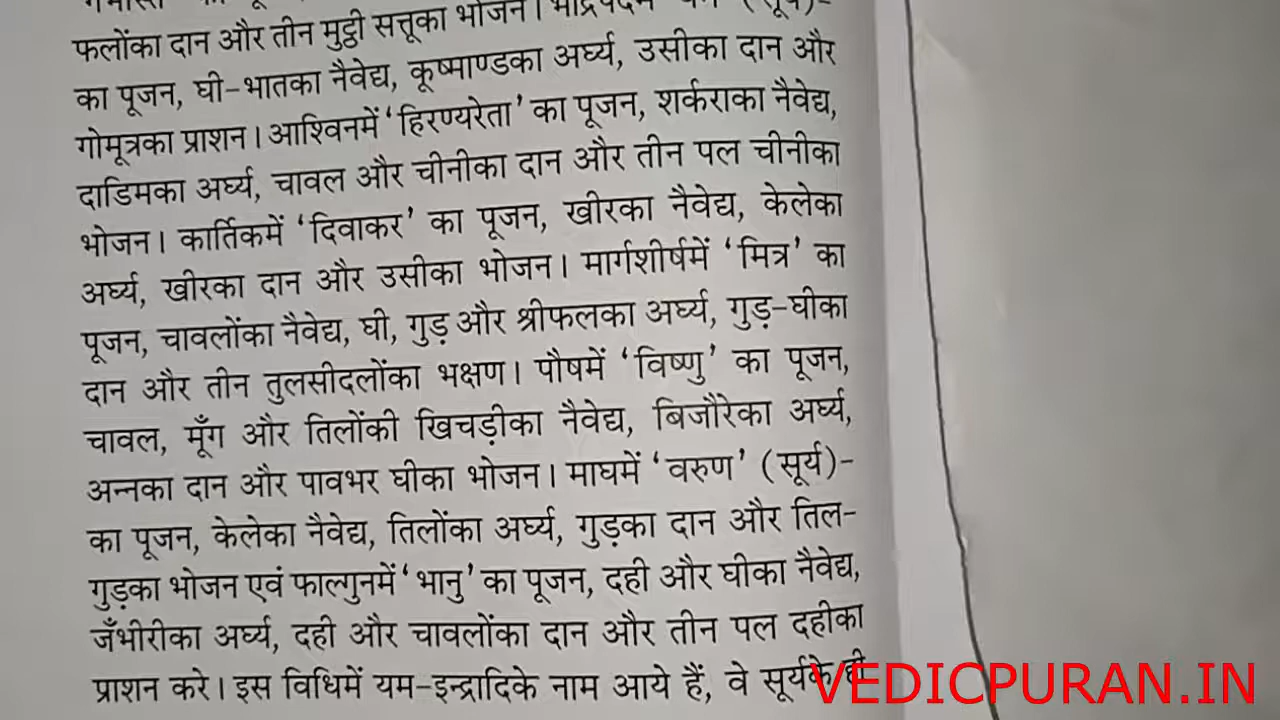 फलोंका दान और तीन मुट्ठी सत्तूका भोजन। (सूर्य)-
का पूजन, घी-भातका नैवेद्य, कूष्माण्डका अर्घ्य, उसीका दान और
गोमूत्रका प्राशन। आश्विनमें ‘हिरण्यरेता’ का पूजन, शर्कराका नैवेद्य,
दाडिमका अर्घ्य, चावल और चीनीका दान और तीन पल चीनीका
भोजन। कार्तिकमें ‘दिवाकर’ का पूजन, खीरका नैवेद्य, केलेका
अर्घ्य, खीरका दान और उसीका भोजन। मार्गशीर्षमें ‘मित्र’ का
पूजन, चावलोंका नैवेद्य, घी, गुड़ और श्रीफलका अर्घ्य, गुड़-घीका
दान और तीन तुलसीदलोंका भक्षण। पौषमें ‘विष्णु’ का पूजन,
चावल, मूँग और तिलोंकी खिचड़ीका नैवेद्य, बिजौरेका अर्घ्य,
अन्नका दान और पावभर घीका भोजन। माघमें ‘वरुण’ (सूर्य)-
का पूजन, केलेका नैवेद्य, तिलोंका अर्घ्य, गुड़का दान और तिल-
गुड़का भोजन एवं फाल्गुनमें ‘भानु’ का पूजन, दही और घीका नैवेद्य,
जँभीरीका अर्घ्य, दही और चावलोंका दान और तीन पल दहीका
प्राशन करे। इस विधिमें यम-इन्द्रादिके नाम आये हैं, वे सूर्यके ही
VEDICPURAN.IN